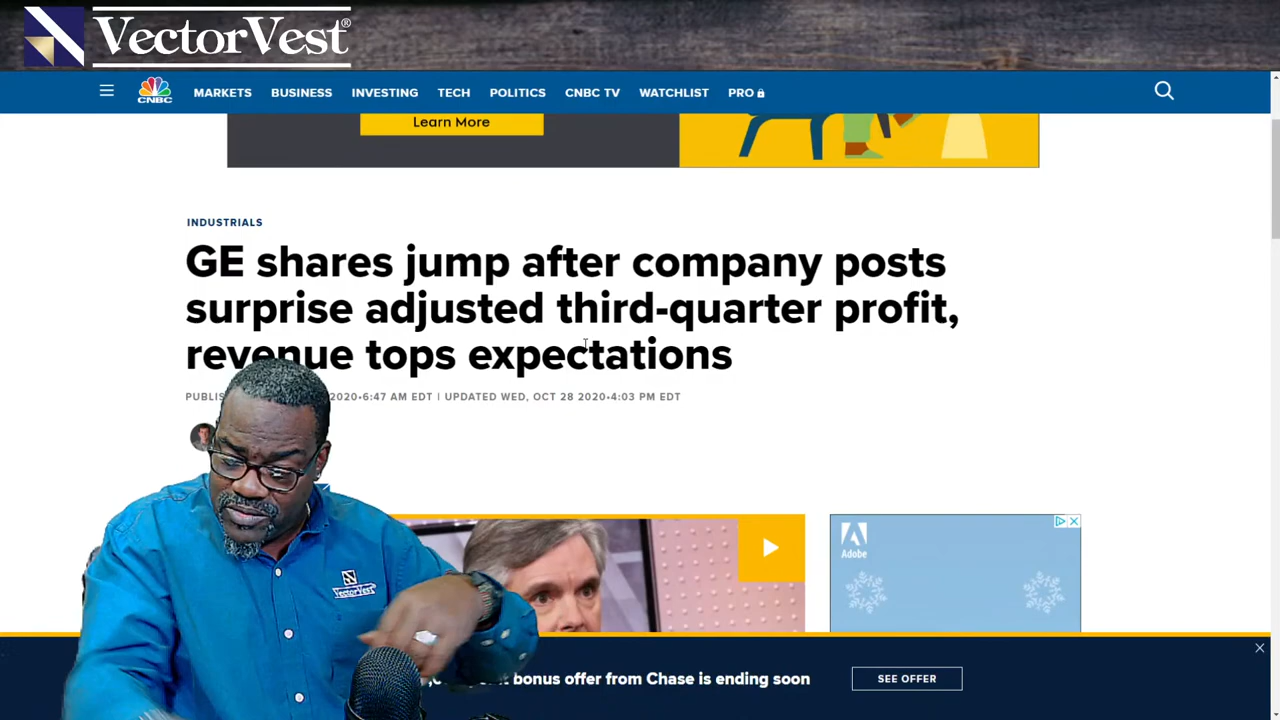 VectorVest®
CNBC
MARKETS BUSINESS INVESTING TECH POLITICS CNBC TV WATCHLIST PRO
Learn More
INDUSTRIALS
GE shares jump after company posts
surprise adjusted third-quarter profit,
revenue tops expectations
2020•6:47 AM EDT | UPDATED WED, OCT 28 2020•4:03 PM EDT
Adobe
VectorVest
bonus offer from Chase is ending soon
SEE OFFER